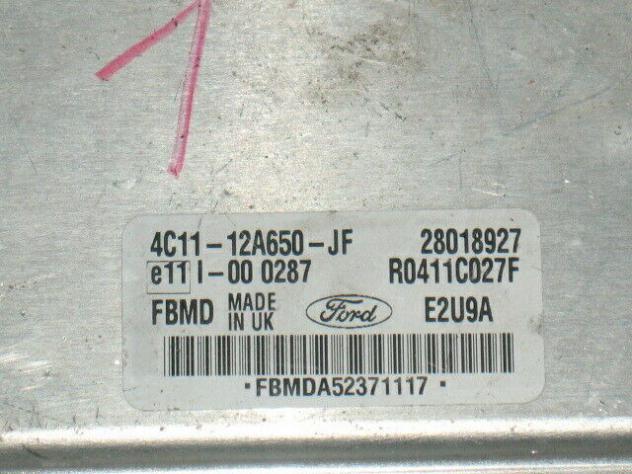 4C11-12A650-JF 28018927
e11 I-00 0287 R0411C027F
FBMD MADE IN UK Ford E2U9A
·FBMDA52371117·